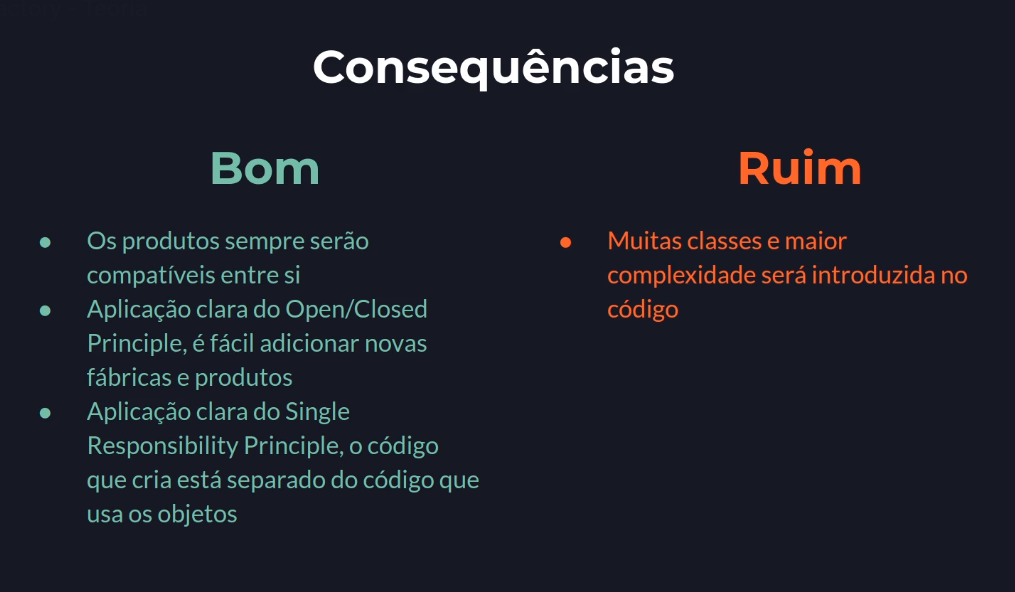 Consequências
Bom
● Os produtos sempre serão
compatíveis entre si
● Aplicação clara do Open/Closed
Principle, é fácil adicionar novas
fábricas e produtos
● Aplicação clara do Single
Responsibility Principle, o código
que cria está separado do código que
usa os objetos
Ruim
● Muitas classes e maior
complexidade será introduzida no
código